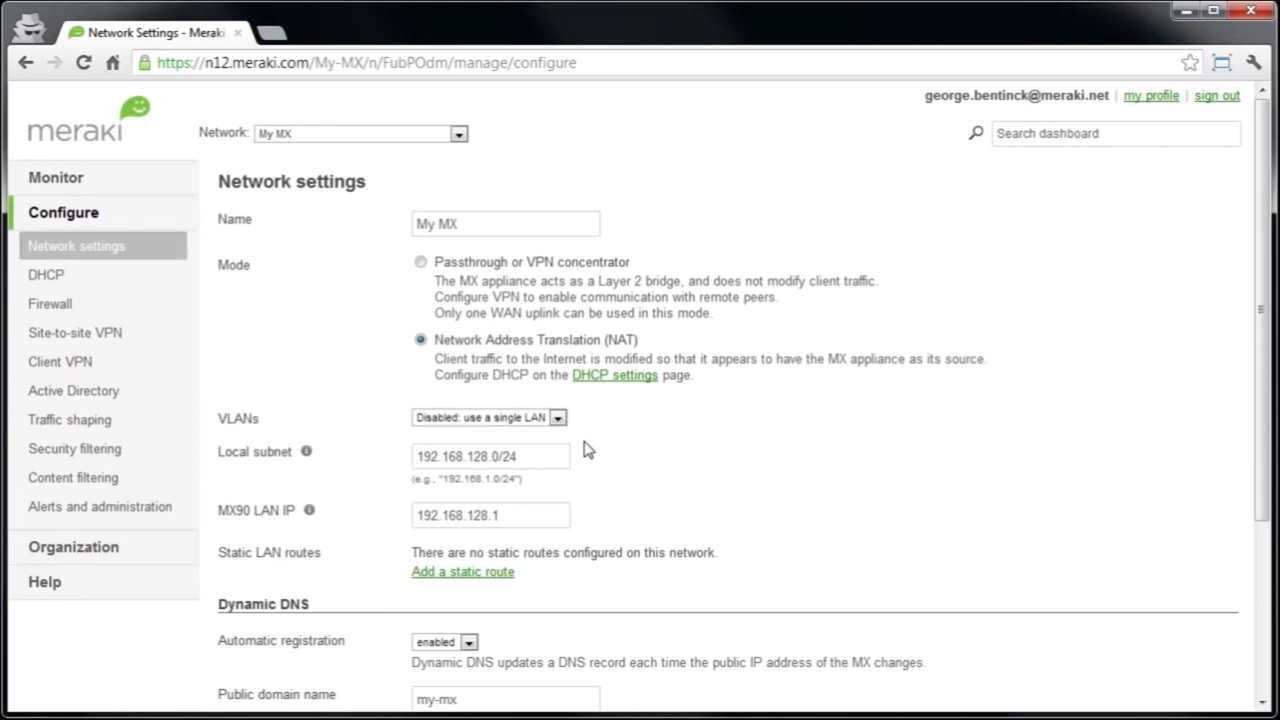 Network Settings - Meraki
https://n12.meraki.com/My-MX/n/FubPOdm/manage/configure
george.bentinck@meraki.net | my profile | sign out
meraki
Network: My MX
Search dashboard
Monitor
Configure
Network settings
DHCP
Firewall
Site-to-site VPN
Client VPN
Active Directory
Traffic shaping
Security filtering
Content filtering
Alerts and administration
Organization
Help
Network settings
Name
My MX
Mode
Passthrough or VPN concentrator
The MX appliance acts as a Layer 2 bridge, and does not modify client traffic.
Configure VPN to enable communication with remote peers.
Only one WAN uplink can be used in this mode.
Network Address Translation (NAT)
Client traffic to the Internet is modified so that it appears to have the MX appliance as its source.
Configure DHCP on the DHCP settings page.
VLANs
Disabled: use a single LAN
Local subnet
192.168.128.0/24
(e.g., "192.168.1.0/24")
MX90 LAN IP
192.168.128.1
Static LAN routes
There are no static routes configured on this network.
Add a static route
Dynamic DNS
Automatic registration
enabled
Dynamic DNS updates a DNS record each time the public IP address of the MX changes.
Public domain name
my-mx